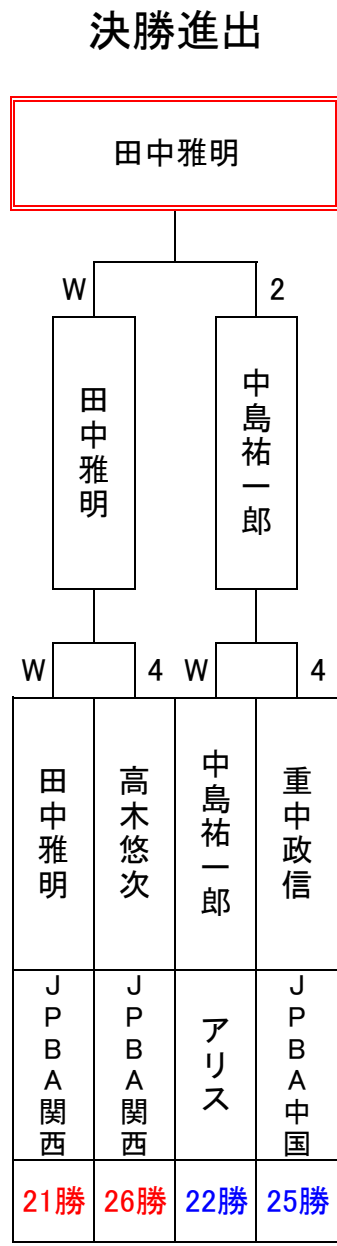 決勝進出
田中雅明
W
2
田中雅明
中島祐一郎
W
4
W
4
田中雅明
高木悠次
中島祐一郎
重中政信
JPBA関西
JPBA関西
アリス
JPBA中国
21勝
26勝
22勝
25勝